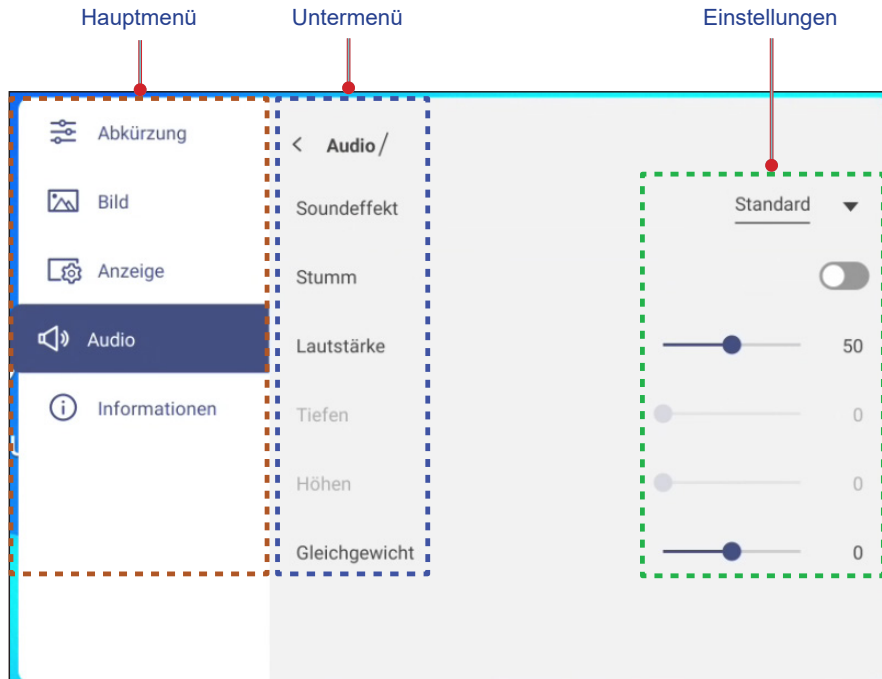 Hauptmenü Untermenü Einstellungen
Abkürzung
Bild
Anzeige
Audio
Informationen
< Audio/
Soundeffekt Standard
Stumm
Lautstärke 50
Tiefen 0
Höhen 0
Gleichgewicht 0